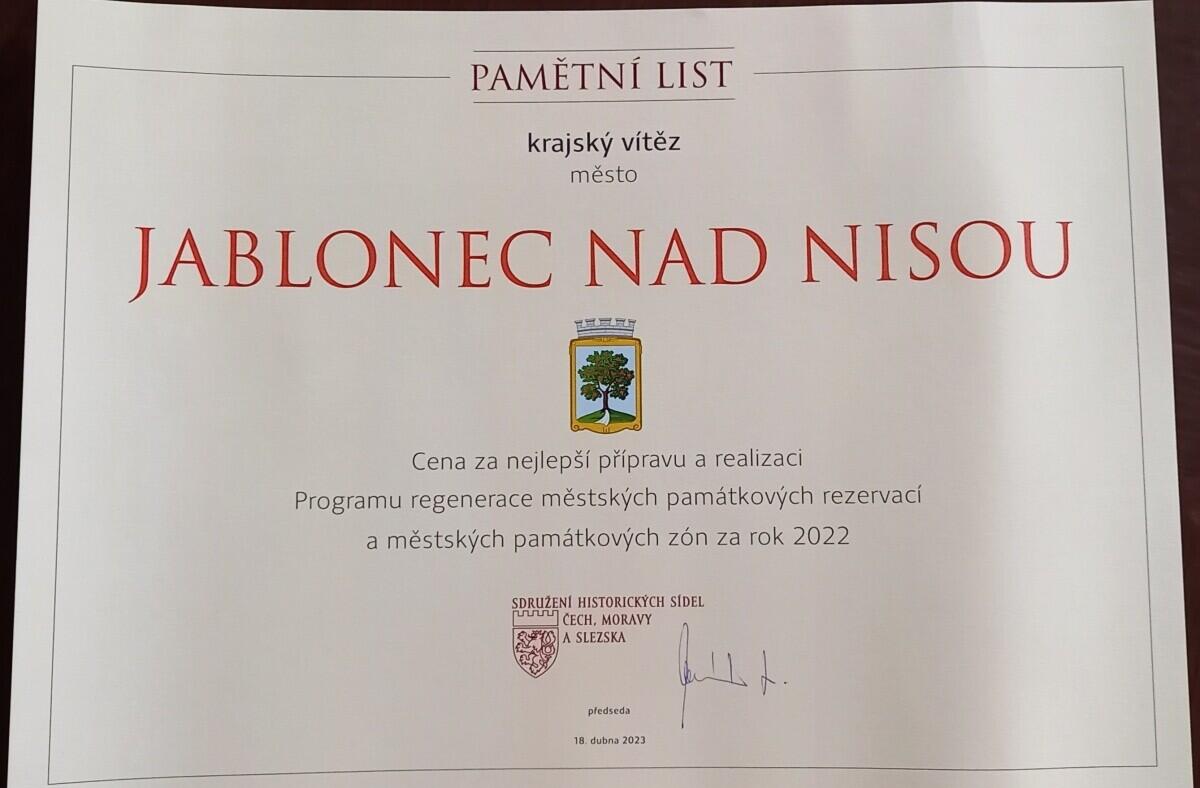 PAMĚTNÍ LIST
krajský vítěz
město
JABLONEC NAD NISOU
Cena za nejlepší přípravu a realizaci
Programu regenerace městských památkových rezervací
a městských památkových zón za rok 2022
SDRUŽENÍ HISTORICKÝCH SÍDEL
ČECH, MORAVY
A SLEZSKA
předseda
18. dubna 2023